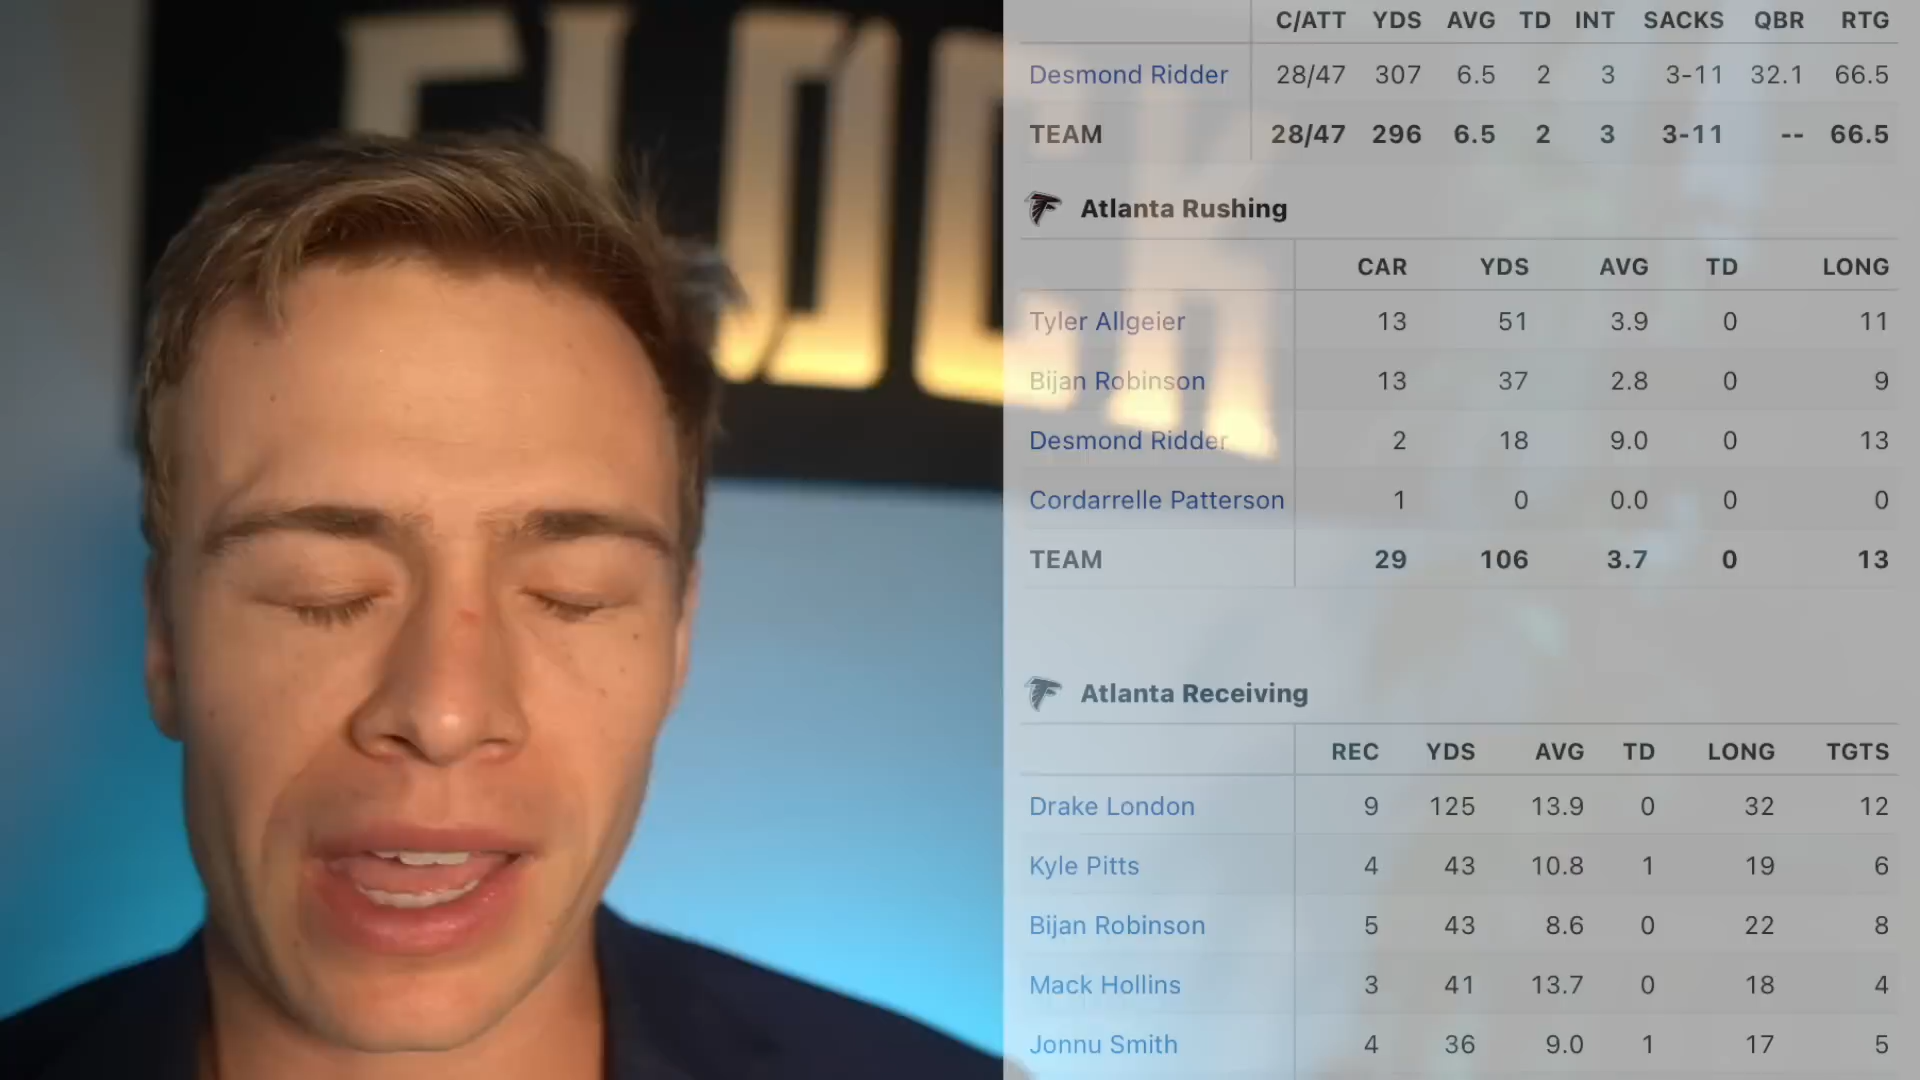 FLOCK
C/ATT YDS AVG TD INT SACKS QBR RTG
Desmond Ridder 28/47 307 6.5 2 3 3-11 32.1 66.5
TEAM 28/47 296 6.5 2 3 3-11 -- 66.5
Atlanta Rushing
CAR YDS AVG TD LONG
Tyler Allgeier 13 51 3.9 0 11
Bijan Robinson 13 37 2.8 0 9
Desmond Ridder 2 18 9.0 0 13
Cordarrelle Patterson 1 0 0.0 0 0
TEAM 29 106 3.7 0 13
Atlanta Receiving
REC YDS AVG TD LONG TGTS
Drake London 9 125 13.9 0 32 12
Kyle Pitts 4 43 10.8 1 19 6
Bijan Robinson 5 43 8.6 0 22 8
Mack Hollins 3 41 13.7 0 18 4
Jonnu Smith 4 36 9.0 1 17 5